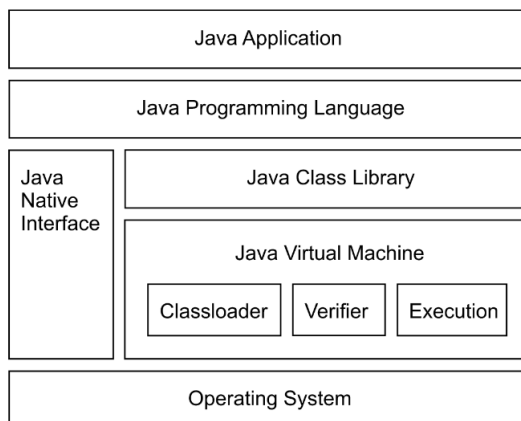 Java Application
Java Programming Language
Java
Native
Interface
Java Class Library
Java Virtual Machine
Classloader
Verifier
Execution
Operating System